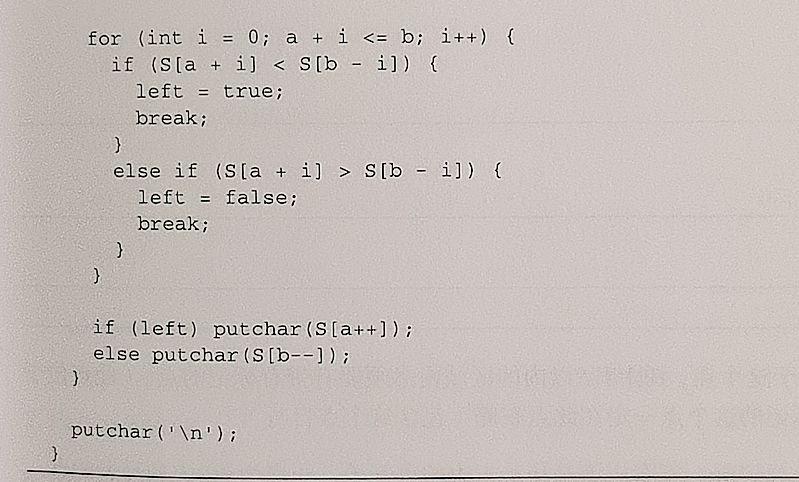 for (int i = 0; a + i <= b; i++) {
  if (S[a + i] < S[b - i]) {
    left = true;
    break;
  }
  else if (S[a + i] > S[b - i]) {
    left = false;
    break;
  }
}
if (left) putchar(S[a++]);
else putchar(S[b--]);
}
putchar('\n');
}